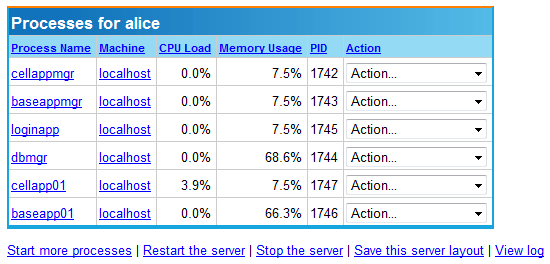 Processes for alice
Process Name Machine CPU Load Memory Usage PID Action
cellappmgr localhost 0.0% 7.5% 1742 Action...
baseappmgr localhost 0.0% 7.5% 1743 Action...
loginapp localhost 0.0% 7.5% 1745 Action...
dbmgr localhost 0.0% 68.6% 1744 Action...
cellapp01 localhost 3.9% 7.5% 1747 Action...
baseapp01 localhost 0.0% 66.3% 1746 Action...
Start more processes | Restart the server | Stop the server | Save this server layout | View log